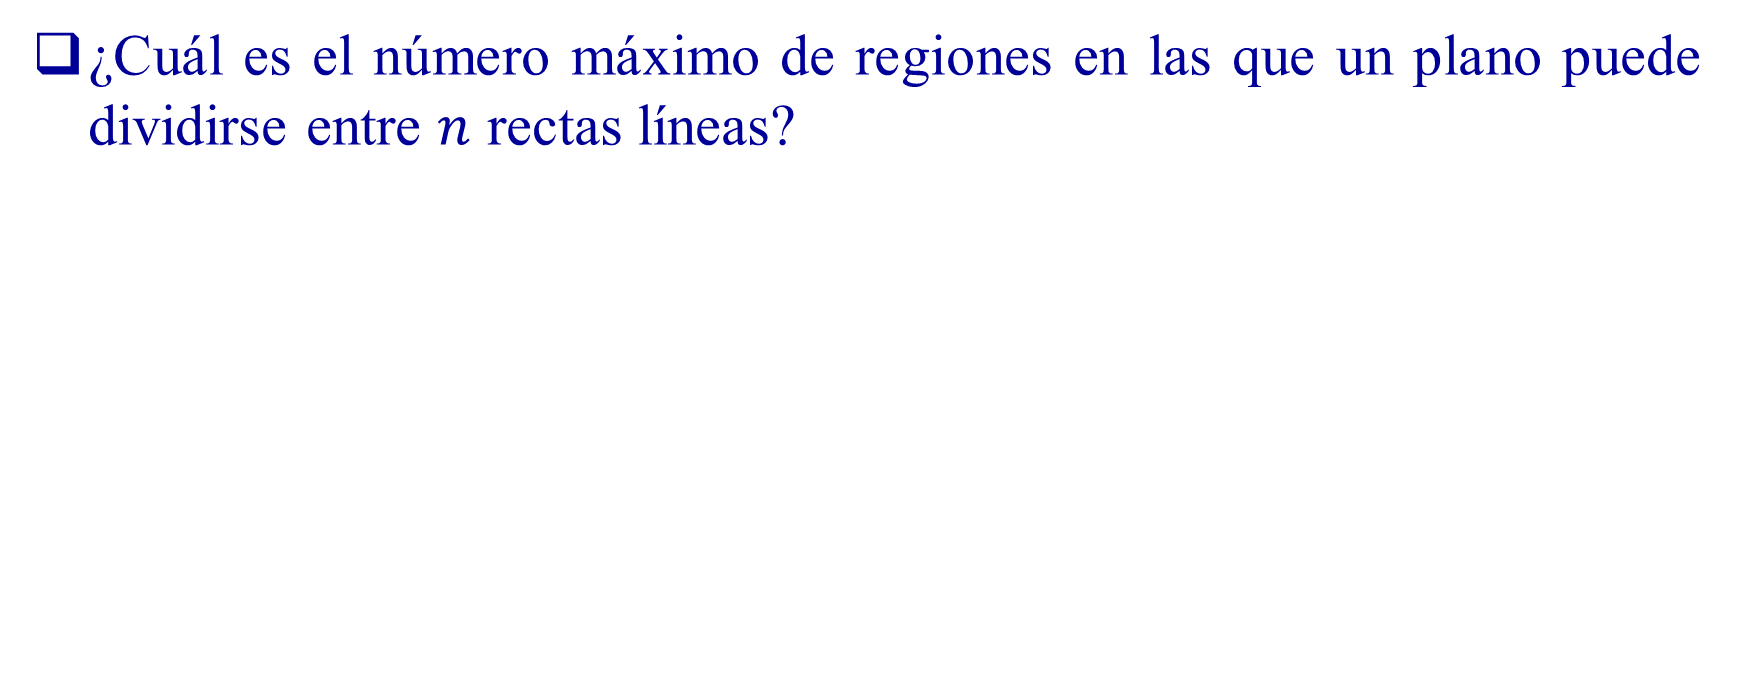 ❑¿Cuál es el número máximo de regiones en las que un plano puede
dividirse entre 𝑛 rectas líneas?